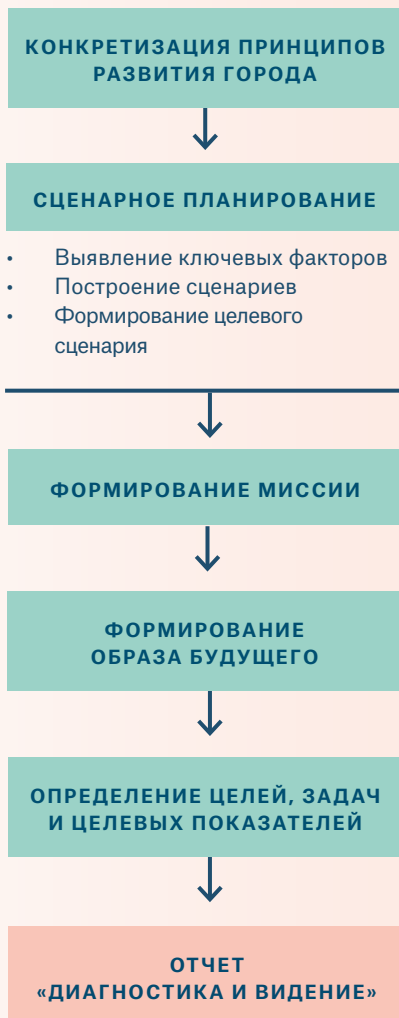 КОНКРЕТИЗАЦИЯ ПРИНЦИПОВ
РАЗВИТИЯ ГОРОДА
СЦЕНАРНОЕ ПЛАНИРОВАНИЕ
• Выявление ключевых факторов
• Построение сценариев
• Формирование целевого
сценария
ФОРМИРОВАНИЕ МИССИИ
ФОРМИРОВАНИЕ
ОБРАЗА БУДУЩЕГО
ОПРЕДЕЛЕНИЕ ЦЕЛЕЙ, ЗАДАЧ
И ЦЕЛЕВЫХ ПОКАЗАТЕЛЕЙ
ОТЧЕТ
«ДИАГНОСТИКА И ВИДЕНИЕ»